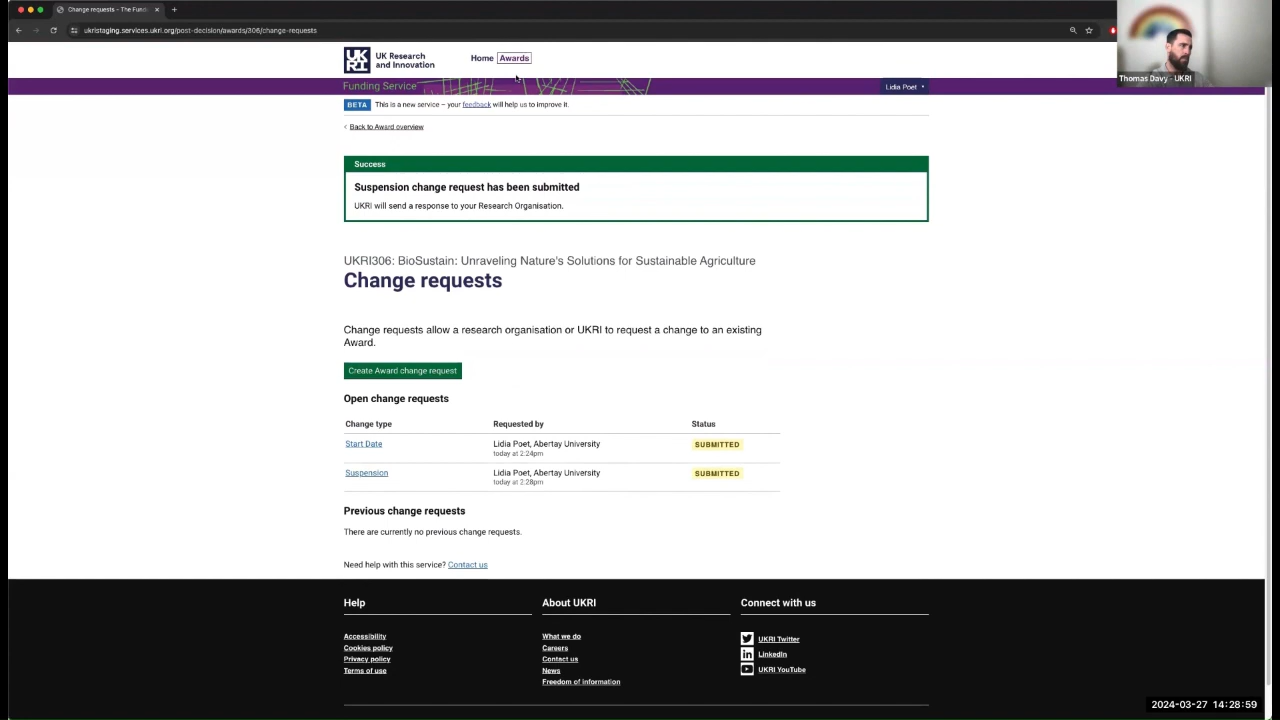 Change requests – The Fund
ukristaging.services.ukri.org/post-decision/awards/306/change-requests
UK
RI
UK Research
and Innovation
Home
Awards
Thomas Davy - UKRI
Funding Service
Lidia Poet
BETA
This is a new service – your feedback will help us to improve it.
Back to Award overview
Success
Suspension change request has been submitted
UKRI will send a response to your Research Organisation.
UKRI306: BioSustain: Unraveling Nature's Solutions for Sustainable Agriculture
Change requests
Change requests allow a research organisation or UKRI to request a change to an existing
Award.
Create Award change request
Open change requests
Change type Requested by Status
Start Date Lidia Poet, Abertay University SUBMITTED
today at 2:24pm
Suspension Lidia Poet, Abertay University SUBMITTED
today at 2:28pm
Previous change requests
There are currently no previous change requests.
Need help with this service? Contact us
Help
Accessibility
Cookies policy
Privacy policy
Terms of use
About UKRI
What we do
Careers
Contact us
News
Freedom of information
Connect with us
UKRI Twitter
LinkedIn
UKRI YouTube
2024-03-27 14:28:59